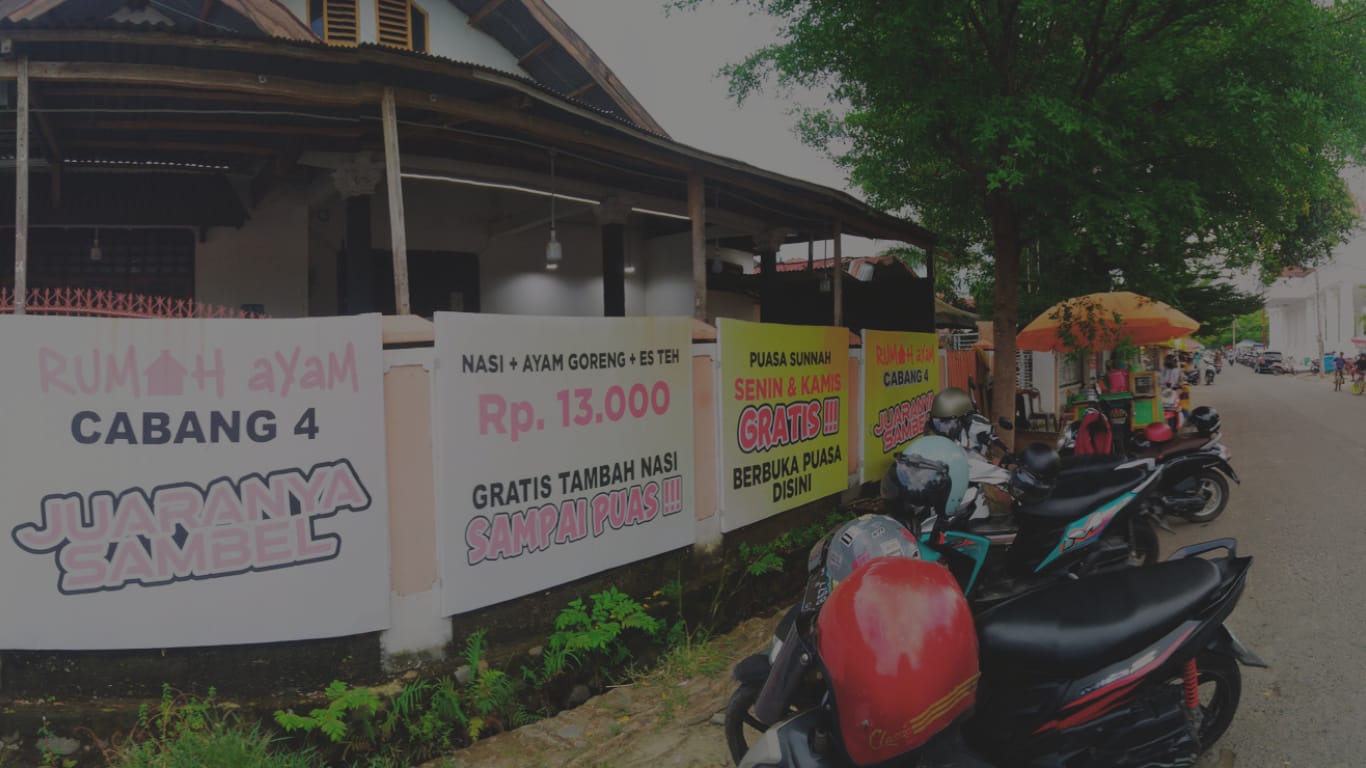 RUMAH AYAM
CABANG 4
JUARANYA
SAMBEL
NASI + AYAM GORENG + ES TEH
Rp. 13.000
GRATIS TAMBAH NASI
SAMPAI PUAS !!!
PUASA SUNNAH
SENIN & KAMIS
GRATIS !!!
BERBUKA PUASA
DISINI
RUMAH AYAM
CABANG 4
JUARANYA
SAMBEL